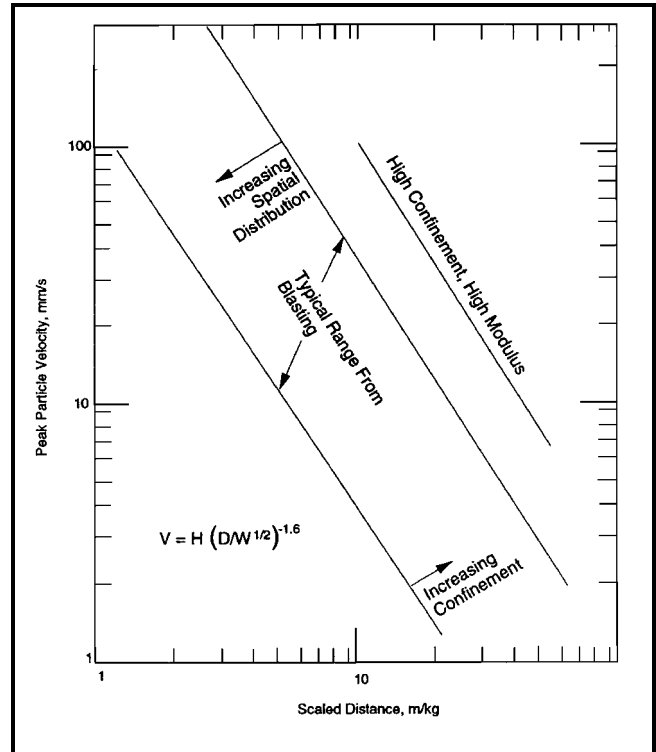 100
10
1
1
10
Peak Particle Velocity, mm/s
Scaled Distance, m/kg
Increasing
Spatial
Distribution
Typical Range From
Blasting
High Confinement, High Modulus
Increasing
Confinement
V = H (D/W^1/2)^-1.6